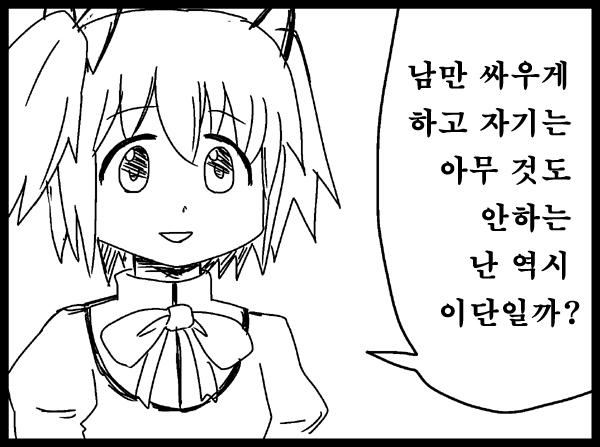 남만 싸우게
하고 자기는
아무 것도
안하는
난 역시
이단일까?